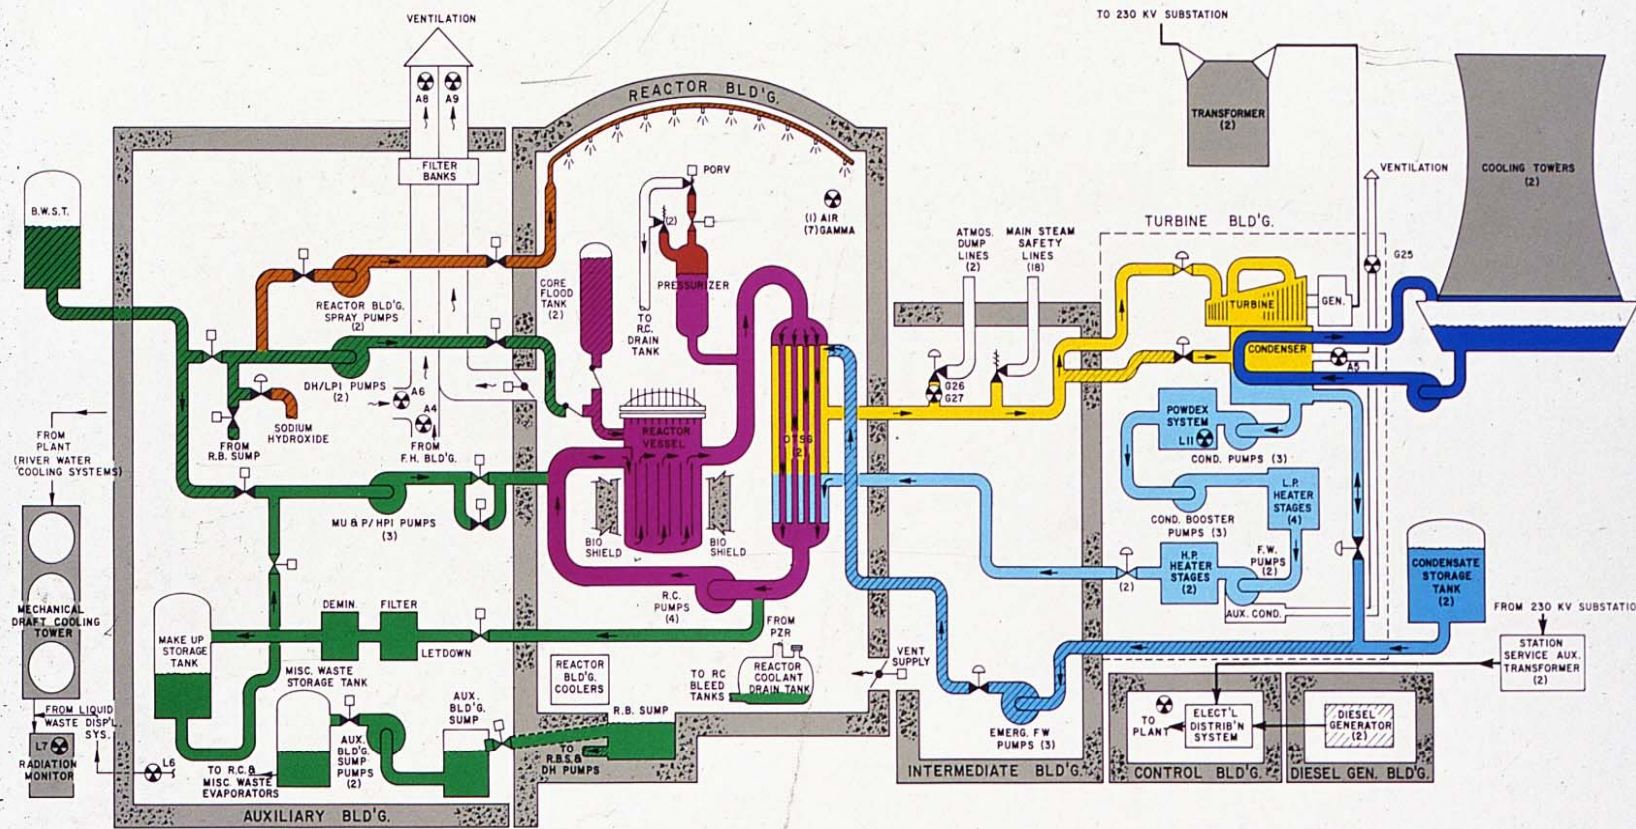 VENTILATION
A8
A9
FILTER
BANKS
B.W.S.T.
REACTOR BLD'G.
SPRAY PUMPS
(2)
DH/LPI PUMPS
(2)
A6
A4
SODIUM
HYDROXIDE
FROM
R.B. SUMP
FROM
F.H. BLD'G.
FROM
PLANT
(RIVER WATER
COOLING SYSTEMS)
MU & P/HPI PUMPS
(3)
MECHANICAL
DRAFT COOLING
TOWER
MAKE UP
STORAGE
TANK
DEMIN.
FILTER
LETDOWN
MISC. WASTE
STORAGE TANK
FROM LIQUID
WASTE DISP'L.
SYS.
L7
RADIATION
MONITOR
L6
TO R.C. &
MISC. WASTE
EVAPORATORS
AUX.
BLD'G.
SUMP
PUMPS
(2)
AUX.
BLD'G.
SUMP
AUXILIARY BLD'G.
REACTOR BLD'G.
PORV
(2)
(1) AIR
(7) GAMMA
CORE
FLOOD
TANK
(2)
TO
R.C.
DRAIN
TANK
PRESSURIZER
REACTOR
VESSEL
OTSG
(2)
BIO
SHIELD
BIO
SHIELD
R.C.
PUMPS
(4)
FROM
PZR
REACTOR
BLD'G.
COOLERS
TO RC
BLEED
TANKS
REACTOR
COOLANT
DRAIN TANK
VENT
SUPPLY
R.B. SUMP
TO
R.B.S.&
DH PUMPS
ATMOS.
DUMP
LINES
(2)
MAIN STEAM
SAFETY
LINES
(18)
G26
G27
EMERG. FW
PUMPS (3)
INTERMEDIATE BLD'G.
TO 230 KV SUBSTATION
TRANSFORMER
(2)
VENTILATION
COOLING TOWERS
(2)
TURBINE BLD'G.
G25
TURBINE
GEN.
CONDENSER
A5
POWDEX
SYSTEM
L11
COND. PUMPS (3)
L.P.
HEATER
STAGES
(4)
COND. BOOSTER
PUMPS (3)
H.P.
HEATER
STAGES
(2)
F.W.
PUMPS
(2)
(2)
AUX. COND.
CONDENSATE
STORAGE
TANK
(2)
FROM 230 KV SUBSTATIO
STATION
SERVICE AUX.
TRANSFORMER
(2)
TO
PLANT
ELECT'L
DISTRIB'N
SYSTEM
DIESEL
GENERATOR
(2)
CONTROL BLD'G.
DIESEL GEN. BLD'G.